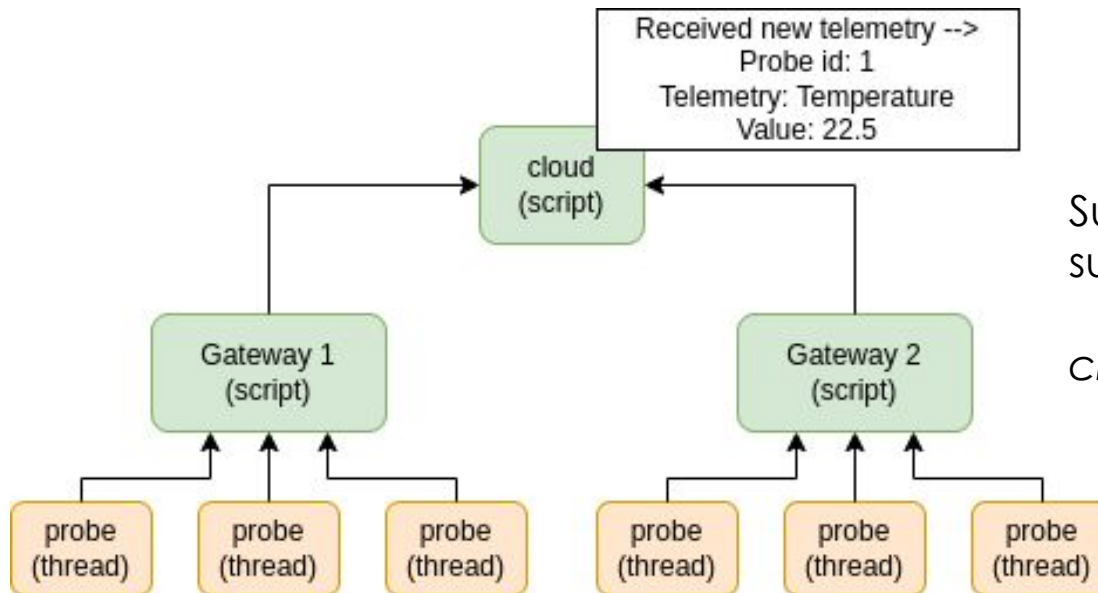 Received new telemetry -->
Probe id: 1
Telemetry: Temperature
Value: 22.5
cloud
(script)
Gateway 1
(script)
Gateway 2
(script)
probe
(thread)
probe
(thread)
probe
(thread)
probe
(thread)
probe
(thread)
probe
(thread)